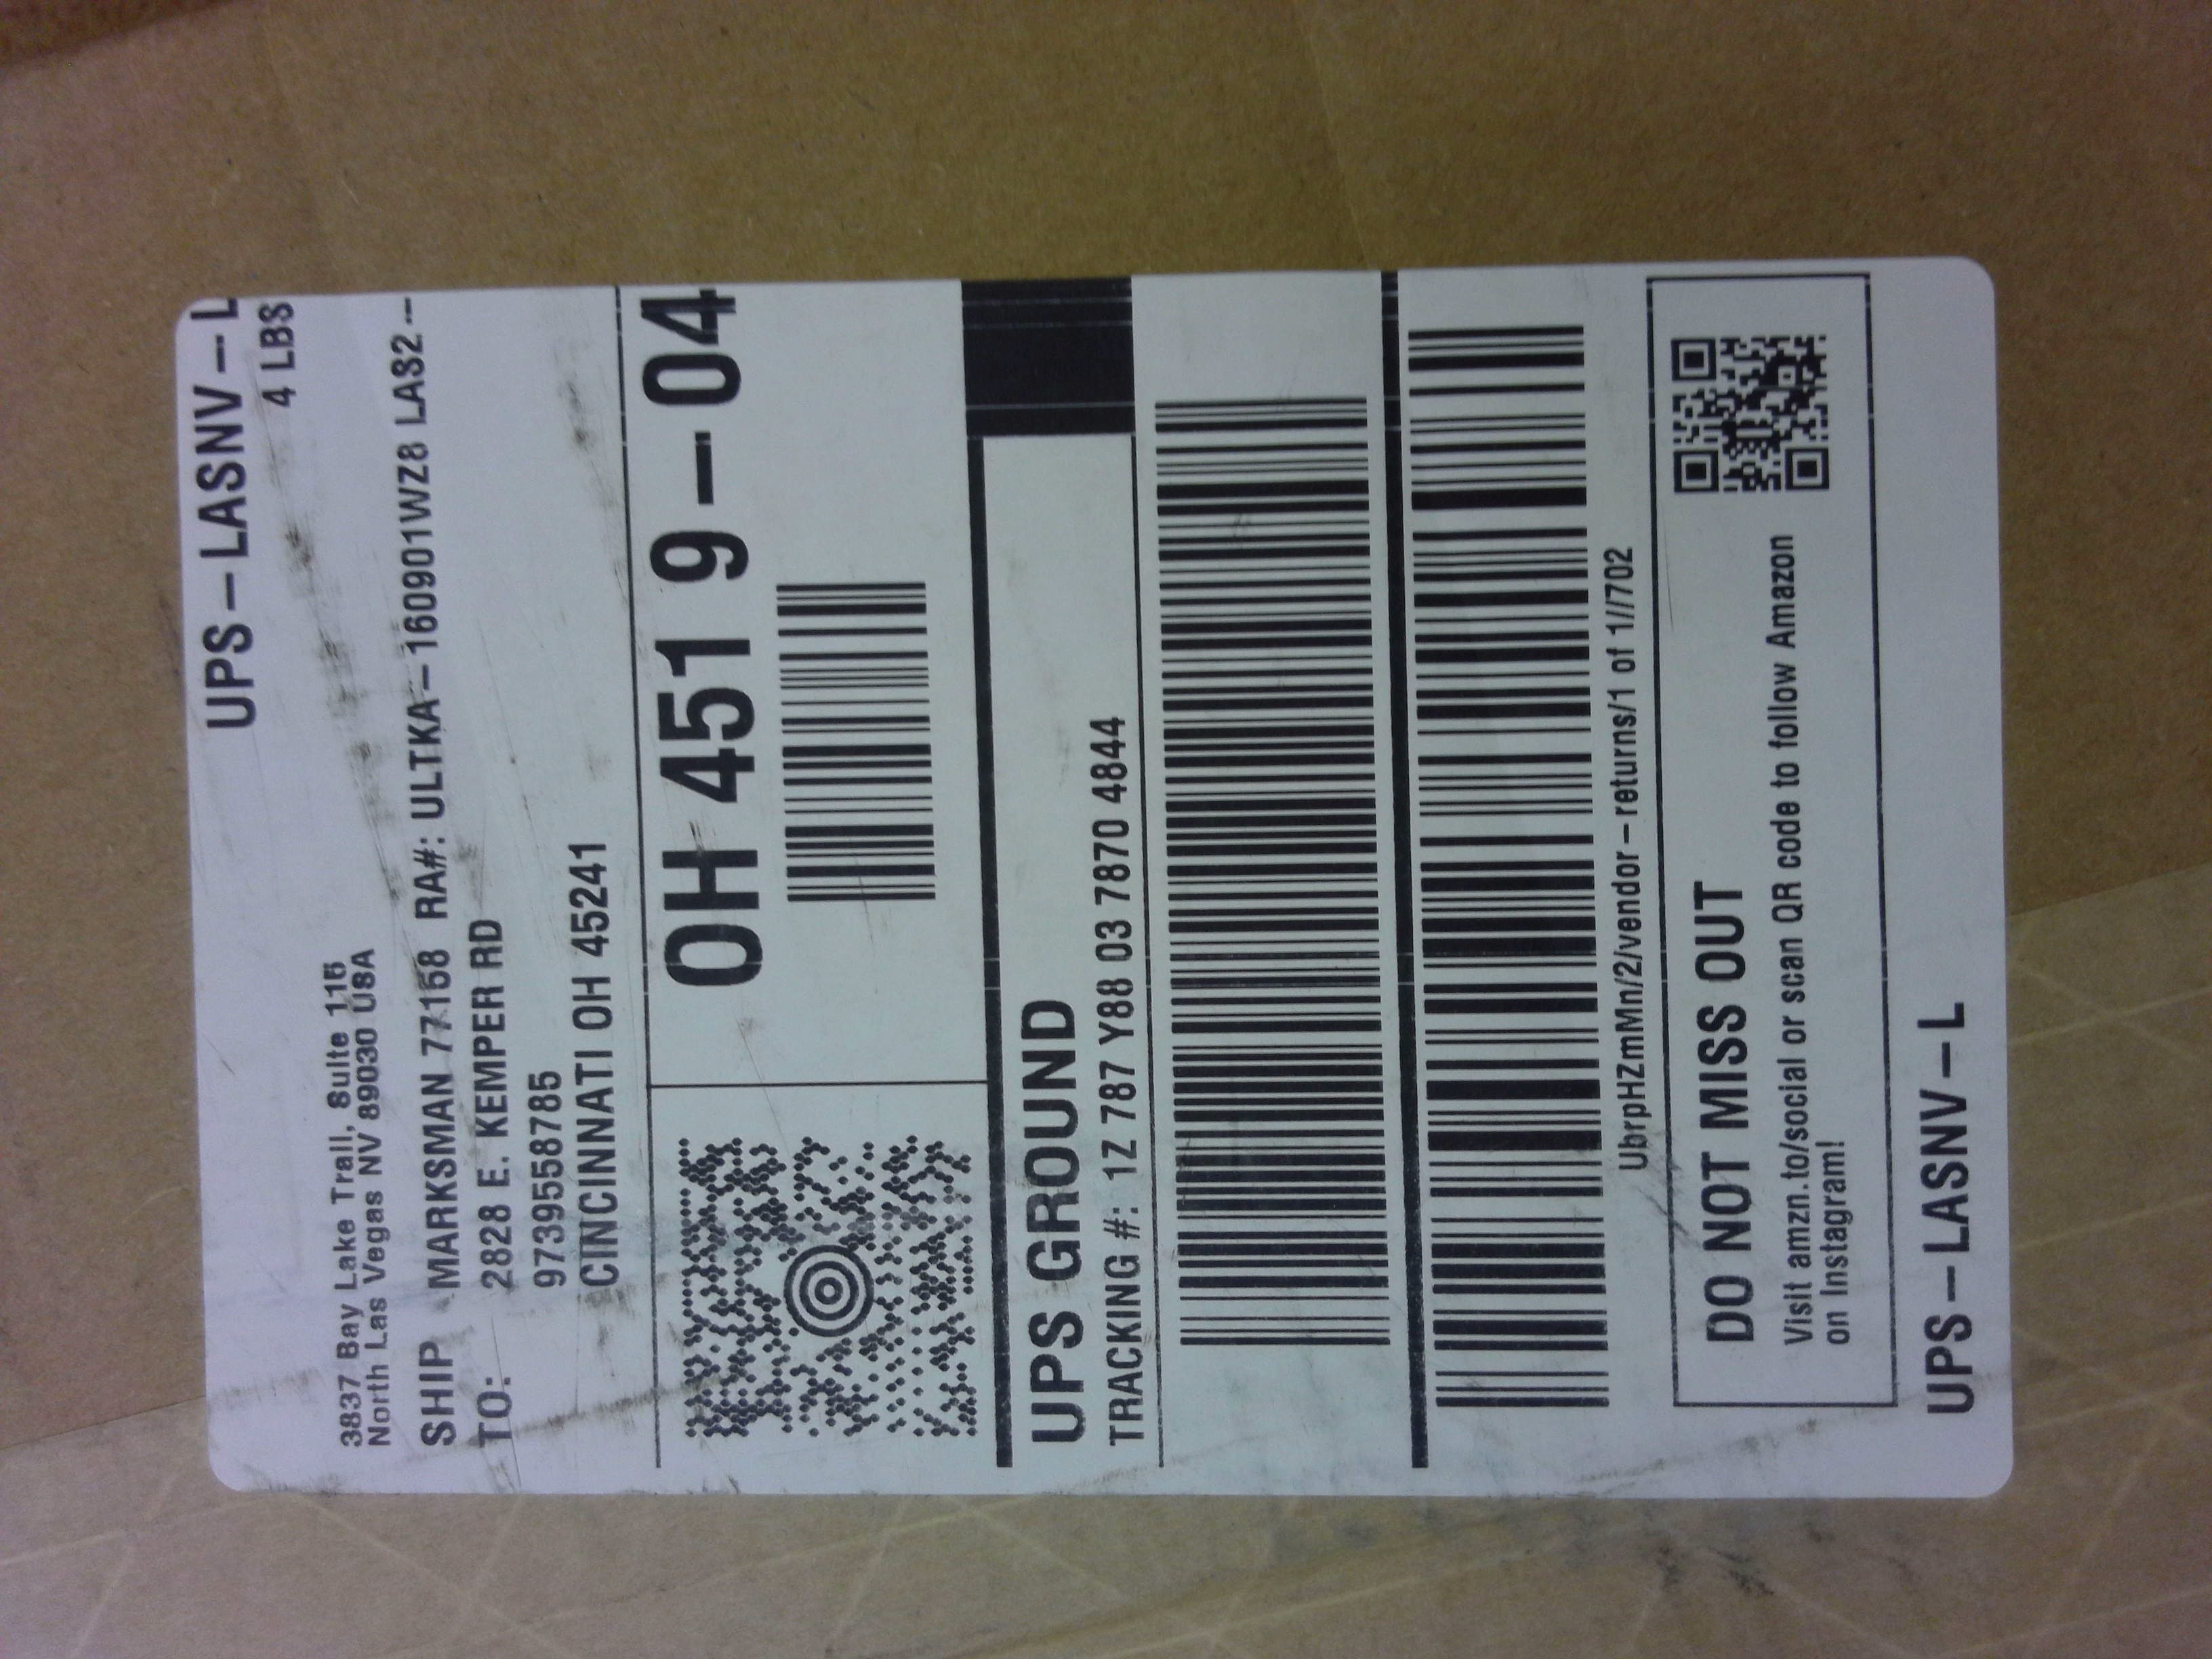 UPS-LASNV-L
4 LBS
3837 Bay Lake Trail, Suite 115
North Las Vegas NV 89030 USA
SHIP MARKSMAN 77158 RA#: ULTKA-160901WZ8 LAS2-
TO: 2828 E. KEMPER RD
9739558785
CINCINNATI OH 45241
OH 451 9-04
UPS GROUND
TRACKING #: 1Z 787 Y88 03 7870 4844
UbrpHZmMn/2/vendor-returns/1 of 1//702
DO NOT MISS OUT
Visit amzn.to/social or scan QR code to follow Amazon
on Instagram!
UPS-LASNV-L